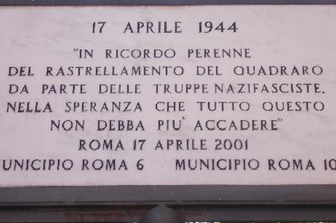 17 APRILE 1944
"IN RICORDO PERENNE
DEL RASTRELLAMENTO DEL QUADRARO
DA PARTE DELLE TRUPPE NAZIFASCISTE.
NELLA SPERANZA CHE TUTTO QUESTO
NON DEBBA PIU' ACCADERE"
ROMA 17 APRILE 2001
UNICIPIO ROMA 6 MUNICIPIO ROMA 10